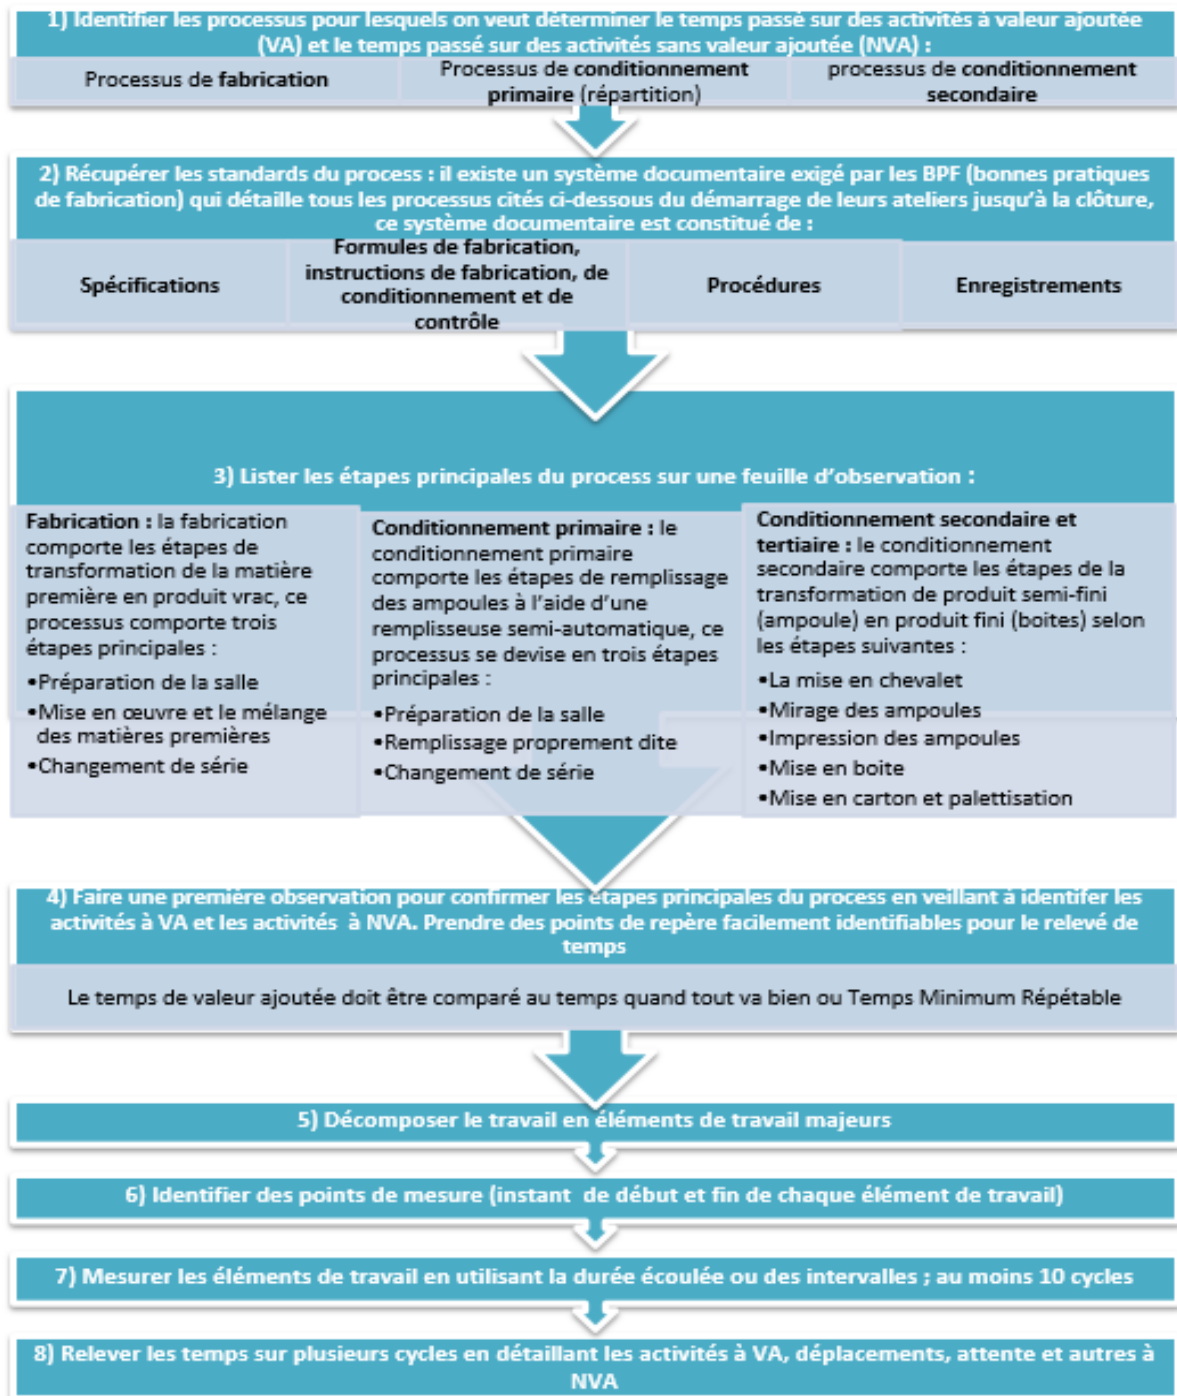 1) Identifier les processus pour lesquels on veut déterminer le temps passé sur des activités à valeur ajoutée
(VA) et le temps passé sur des activités sans valeur ajoutée (NVA) :
Processus de fabrication
Processus de conditionnement
primaire (répartition)
processus de conditionnement
secondaire
2) Récupérer les standards du process : il existe un système documentaire exigé par les BPF (bonnes pratiques
de fabrication) qui détaille tous les processus cités ci-dessous du démarrage de leurs ateliers jusqu'à la clôture,
ce système documentaire est constitué de :
Spécifications
Formules de fabrication,
instructions de fabrication, de
conditionnement et de
contrôle
Procédures
Enregistrements
3) Lister les étapes principales du process sur une feuille d'observation :
Fabrication : la fabrication
comporte les étapes de
transformation de la matière
première en produit vrac, ce
processus comporte trois
étapes principales :
•Préparation de la salle
•Mise en œuvre et le mélange
des matières premières
•Changement de série
Conditionnement primaire : le
conditionnement primaire
comporte les étapes de remplissage
des ampoules à l'aide d'une
remplisseuse semi-automatique, ce
processus se devise en trois étapes
principales :
•Préparation de la salle
•Remplissage proprement dite
•Changement de série
Conditionnement secondaire et
tertiaire : le conditionnement
secondaire comporte les étapes de la
transformation de produit semi-fini
(ampoule) en produit fini (boites) selon
les étapes suivantes :
•La mise en chevalet
•Mirage des ampoules
•Impression des ampoules
•Mise en boite
•Mise en carton et palettisation
4) Faire une première observation pour confirmer les étapes principales du process en veillant à identifer les
activités à VA et les activités à NVA. Prendre des points de repère facilement identifiables pour le relevé de
temps
Le temps de valeur ajoutée doit être comparé au temps quand tout va bien ou Temps Minimum Répétable
5) Décomposer le travail en éléments de travail majeurs
6) Identifier des points de mesure (instant de début et fin de chaque élément de travail)
7) Mesurer les éléments de travail en utilisant la durée écoulée ou des intervalles ; au moins 10 cycles
8) Relever les temps sur plusieurs cycles en détaillant les activités à VA, déplacements, attente et autres à
NVA